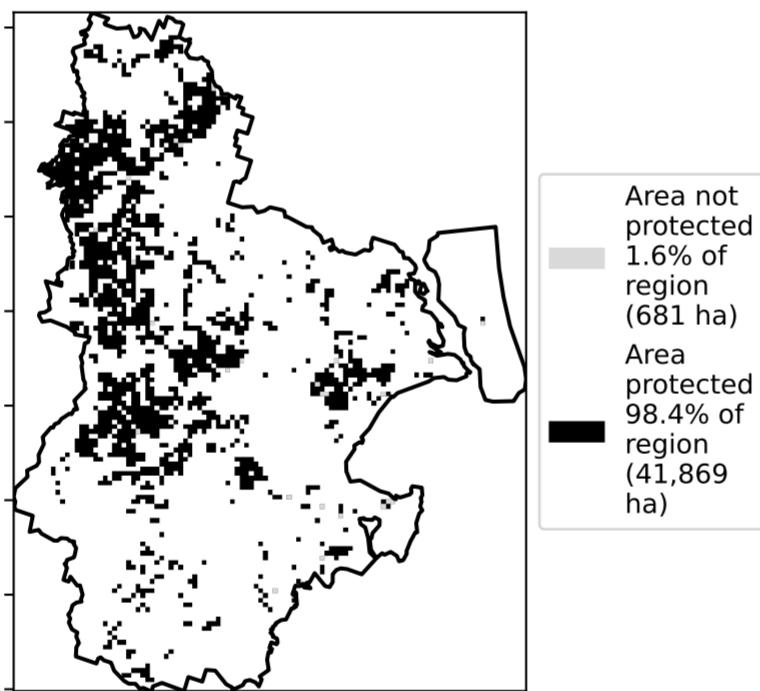 Area not
protected
1.6% of
region
(681 ha)
Area
protected
98.4% of
region
(41,869
ha)